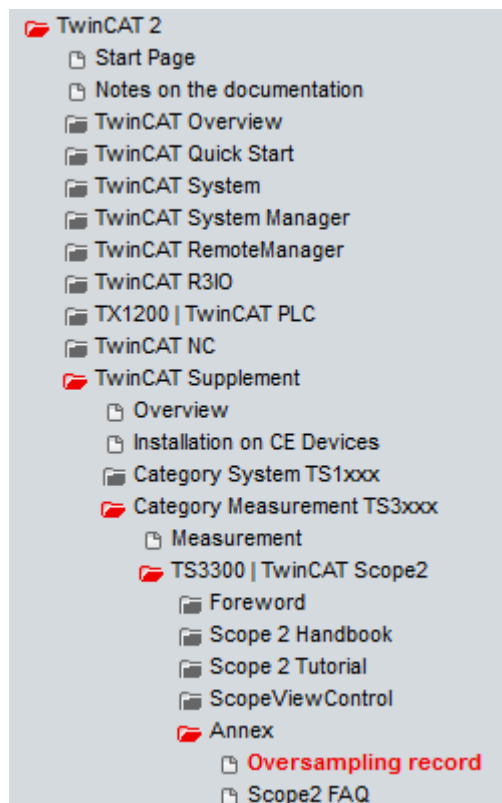 TwinCAT 2
Start Page
Notes on the documentation
TwinCAT Overview
TwinCAT Quick Start
TwinCAT System
TwinCAT System Manager
TwinCAT RemoteManager
TwinCAT R3IO
TX1200 | TwinCAT PLC
TwinCAT NC
TwinCAT Supplement
Overview
Installation on CE Devices
Category System TS1xxx
Category Measurement TS3xxx
Measurement
TS3300 | TwinCAT Scope2
Foreword
Scope 2 Handbook
Scope 2 Tutorial
ScopeViewControl
Annex
Oversampling record
Scope2 FAQ